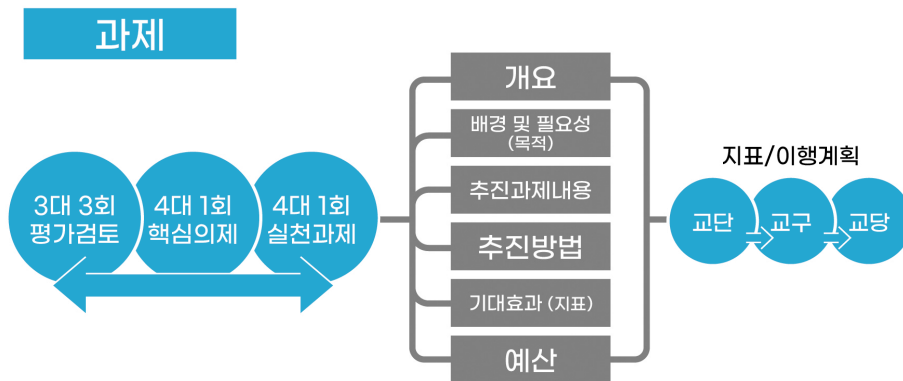 과제
3대 3회
평가검토
4대 1회
핵심의제
4대 1회
실천과제
개요
배경 및 필요성
(목적)
추진과제내용
추진방법
기대효과 (지표)
예산
지표/이행계획
교단
교구
교당